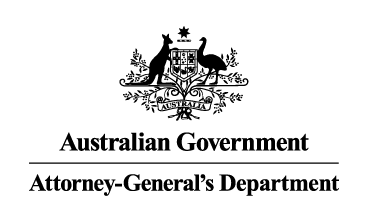 AUSTRALIA
Australian Government
Attorney-General's Department